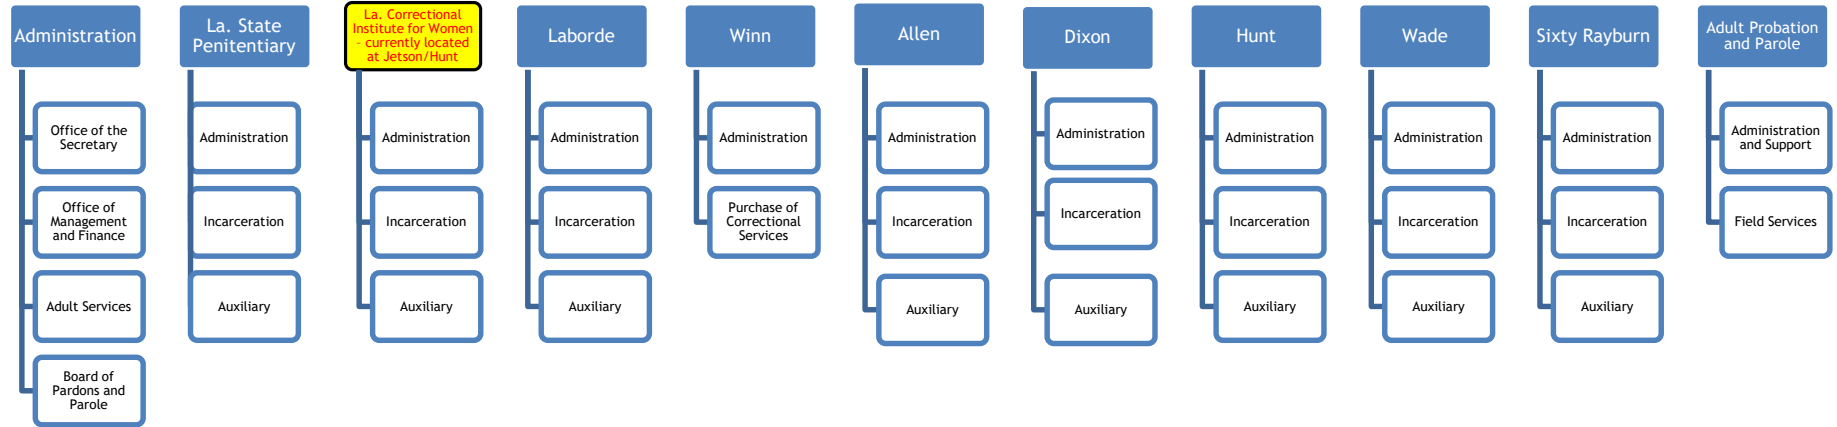 Administration
Office of the
Secretary
Office of
Management
and Finance
Adult Services
Board of
Pardons and
Parole
La. State
Penitentiary
Administration
Incarceration
Auxiliary
La. Correctional
Institute for Women
– currently located
at Jetson/Hunt
Administration
Incarceration
Auxiliary
Laborde
Administration
Incarceration
Auxiliary
Winn
Administration
Purchase of
Correctional
Services
Allen
Administration
Incarceration
Auxiliary
Dixon
Administration
Incarceration
Auxiliary
Hunt
Administration
Incarceration
Auxiliary
Wade
Administration
Incarceration
Auxiliary
Sixty Rayburn
Administration
Incarceration
Auxiliary
Adult Probation
and Parole
Administration
and Support
Field Services